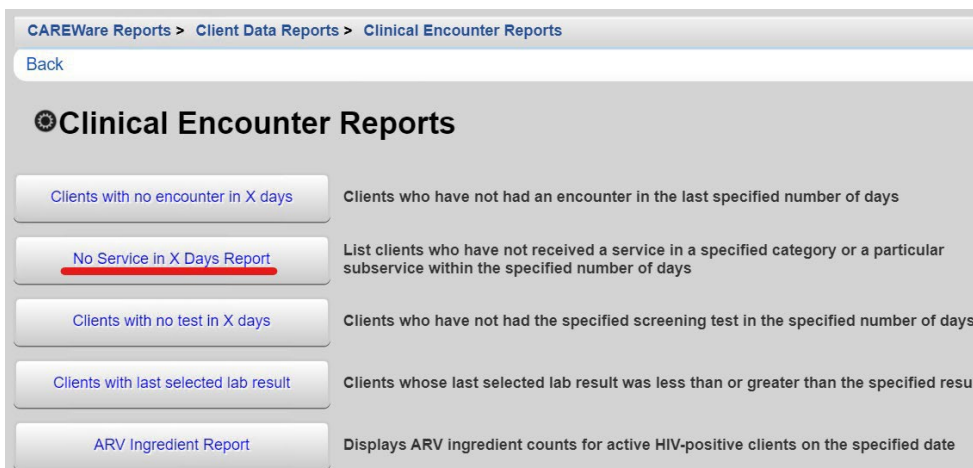 CAREWare Reports > Client Data Reports > Clinical Encounter Reports
Back
Clinical Encounter Reports
Clients with no encounter in X days
Clients who have not had an encounter in the last specified number of days
No Service in X Days Report
List clients who have not received a service in a specified category or a particular
subservice within the specified number of days
Clients with no test in X days
Clients who have not had the specified screening test in the specified number of days
Clients with last selected lab result
Clients whose last selected lab result was less than or greater than the specified resu
ARV Ingredient Report
Displays ARV ingredient counts for active HIV-positive clients on the specified date